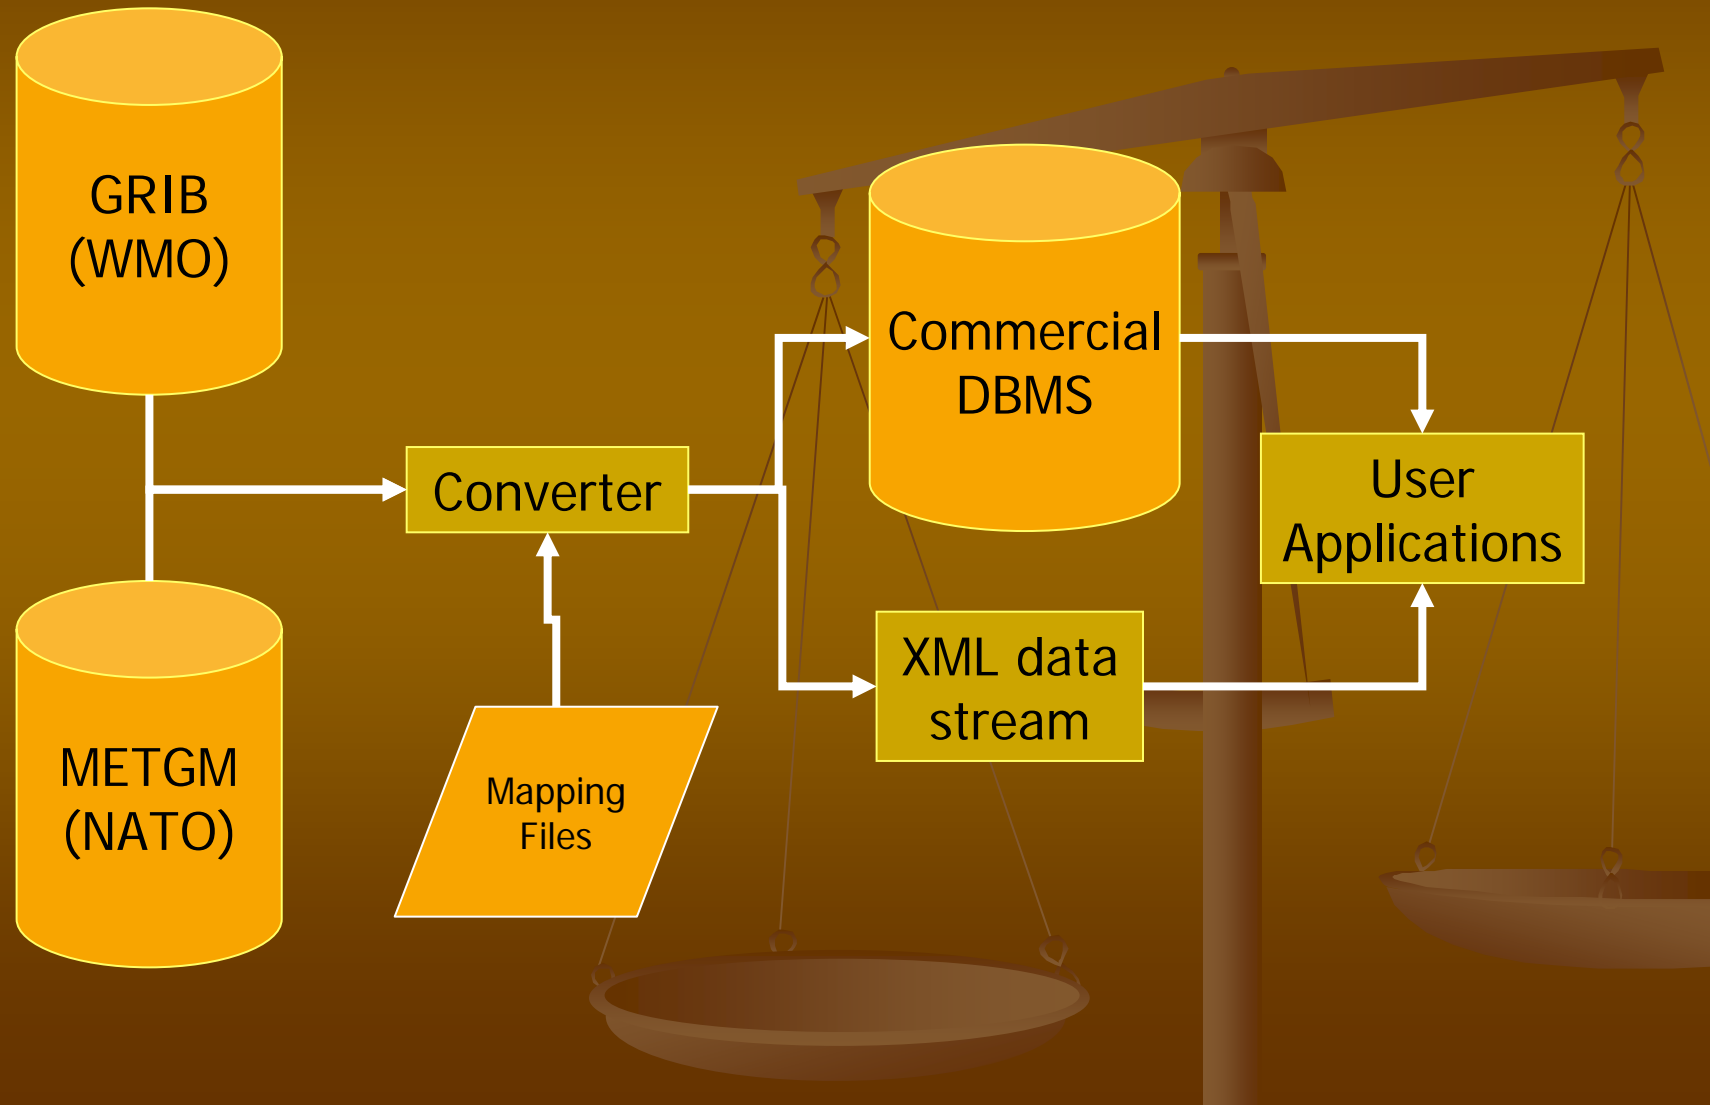 GRIB
(WMO)
Commercial
DBMS
Converter
User
Applications
XML data
stream
METGM
(NATO)
Mapping
Files